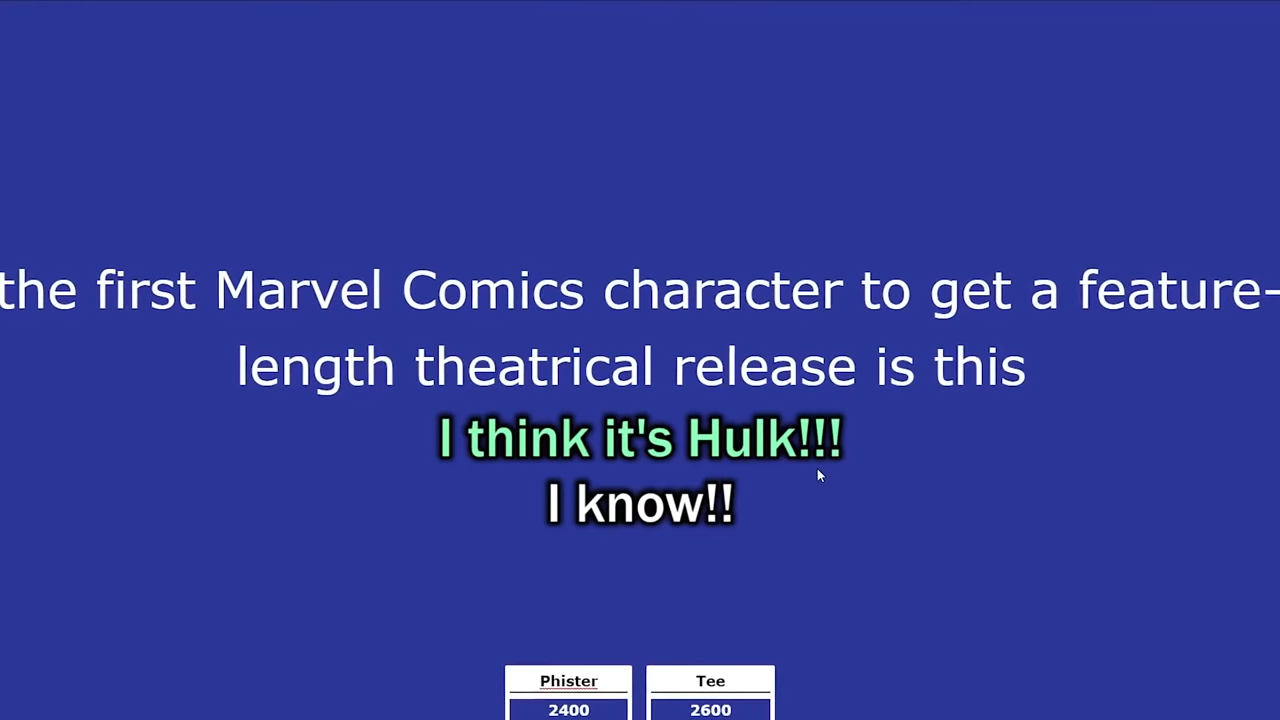 the first Marvel Comics character to get a feature-
length theatrical release is this
I think it's Hulk!!!
I know!!
Phister
Tee
2400
2600